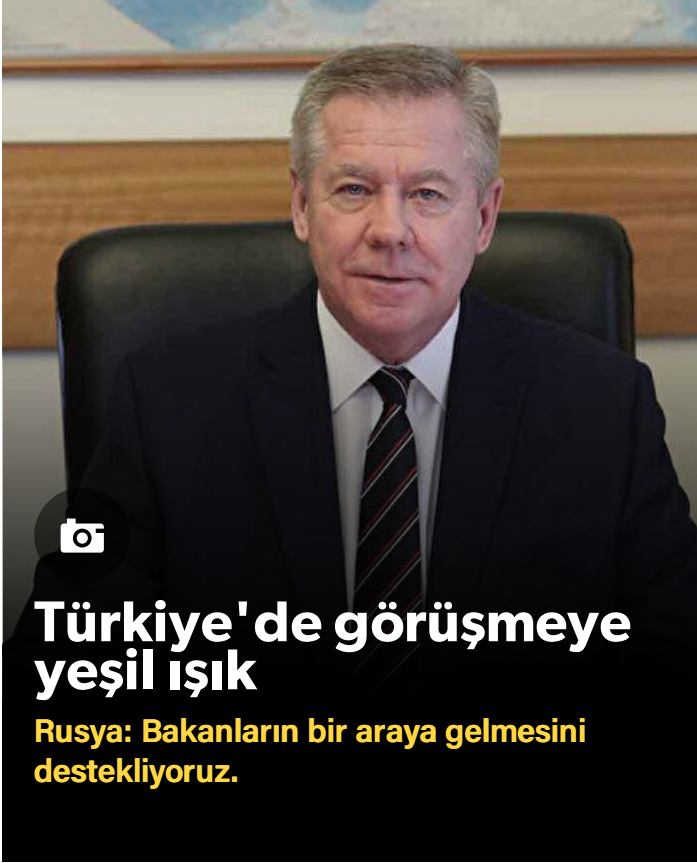 Türkiye'de görüşmeye
yeşil ışık
Rusya: Bakanların bir araya gelmesini
destekliyoruz.